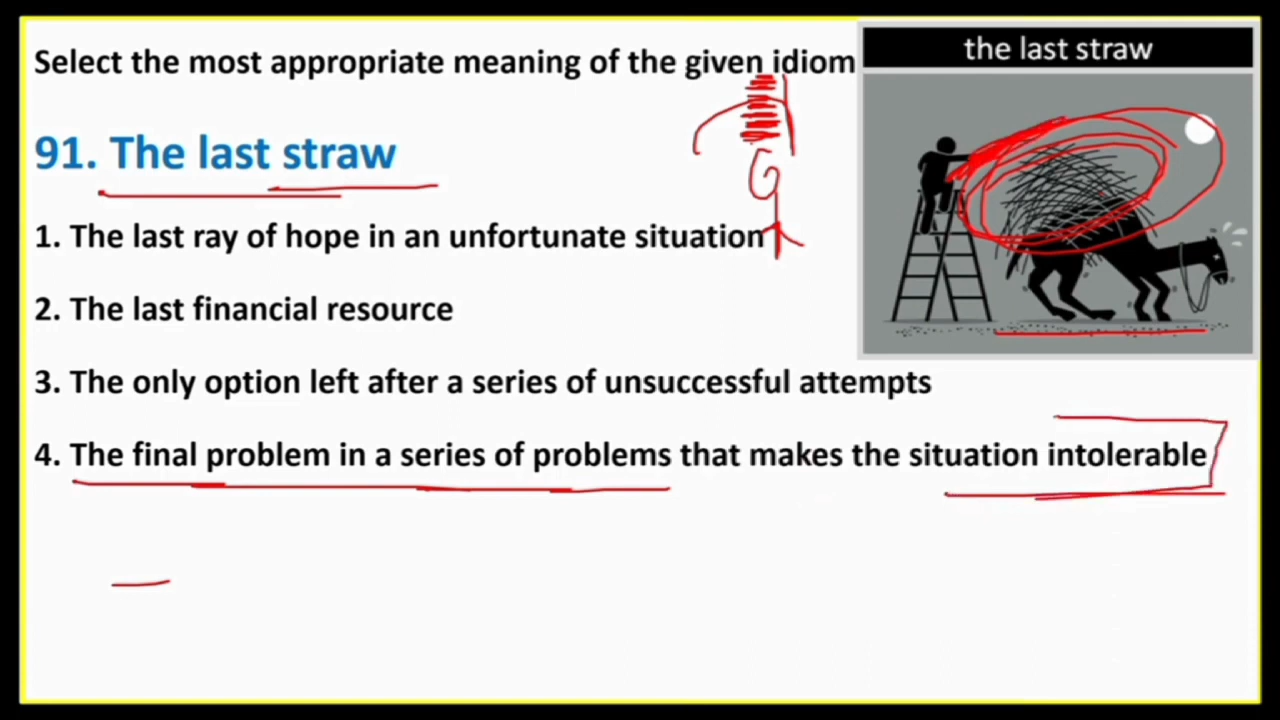 Select the most appropriate meaning of the given idiom
the last straw
91. The last straw
1. The last ray of hope in an unfortunate situation
2. The last financial resource
3. The only option left after a series of unsuccessful attempts
4. The final problem in a series of problems that makes the situation intolerable